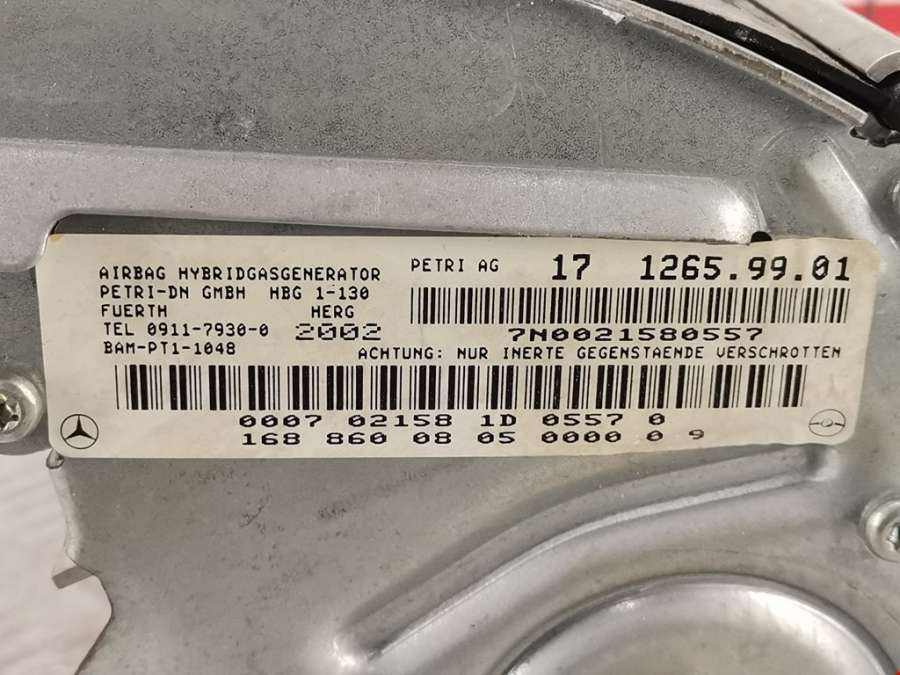 AIRBAG HYBRIDGASGENERATOR
PETRI-DN GMBH HBG 1-130
FUERTH HERG
TEL 0911-7930-0 2002
BAM-PT1-1048
PETRI AG 17 1265.99.01
7N0021580557
ACHTUNG: NUR INERTE GEGENSTAENDE VERSCHROTTEN
0007 02158 1D 0557 0
168 860 08 05 0000 0 9